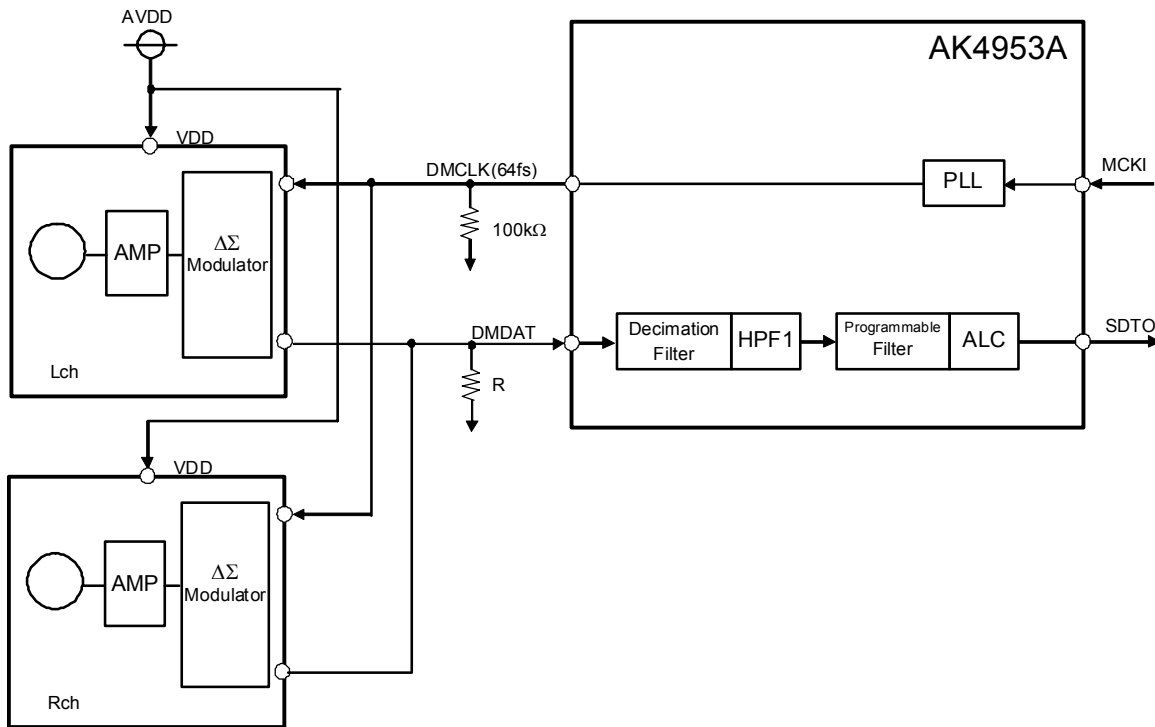 AVDD
AK4953A
VDD
DMCLK(64fs)
MCKI
PLL
100kΩ
AMP
ΔΣ
Modulator
Lch
DMDAT
Decimation
Filter
HPF1
Programmable
Filter
ALC
SDTO
R
VDD
AMP
ΔΣ
Modulator
Rch